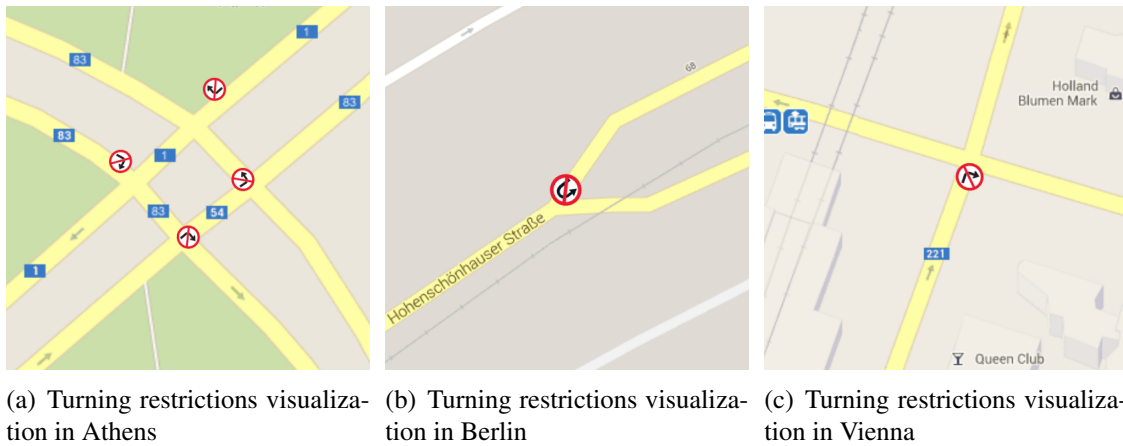 83
1
83
83
1
83
54
1
68
Hohenschönhauser Straße
Holland
Blumen Mark
221
Queen Club
(a) Turning restrictions visualiza-
tion in Athens
(b) Turning restrictions visualiza-
tion in Berlin
(c) Turning restrictions visualiza-
tion in Vienna